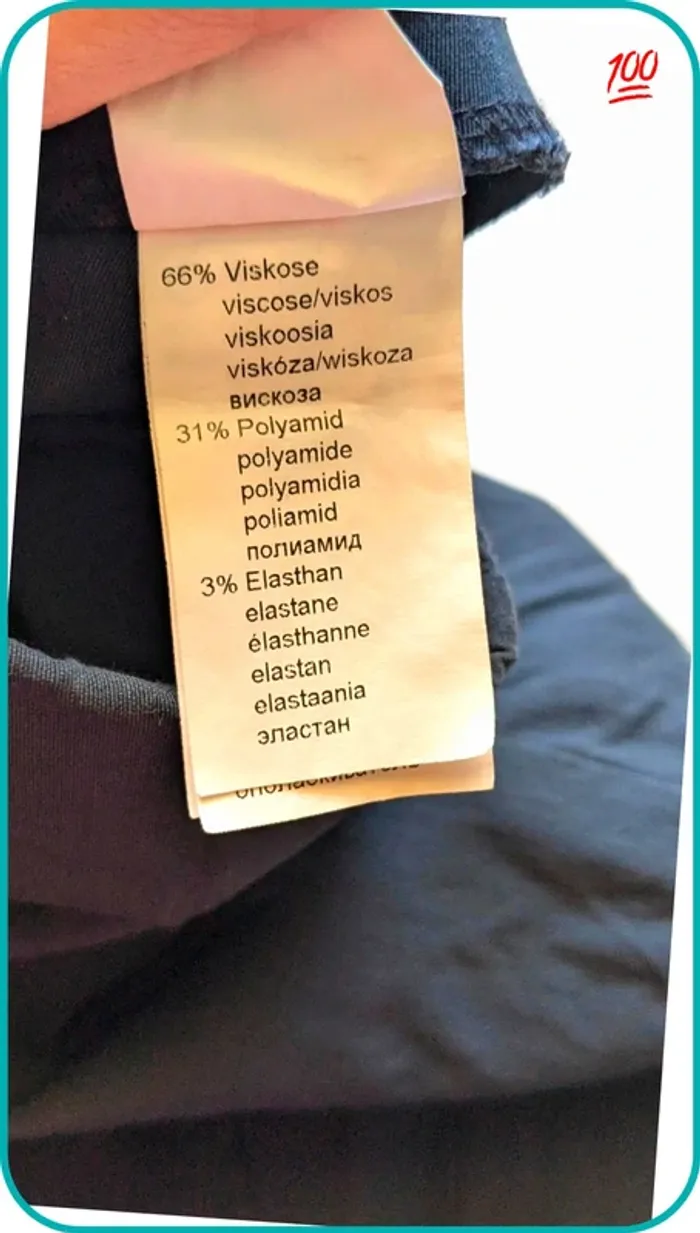 100
66% Viskose
viscose/viskos
viskoosia
viskóza/wiskoza
вискоза
31% Polyamid
polyamide
polyamidia
poliamid
полиамид
3% Elasthan
elastane
élasthanne
elastan
elastaania
эластан